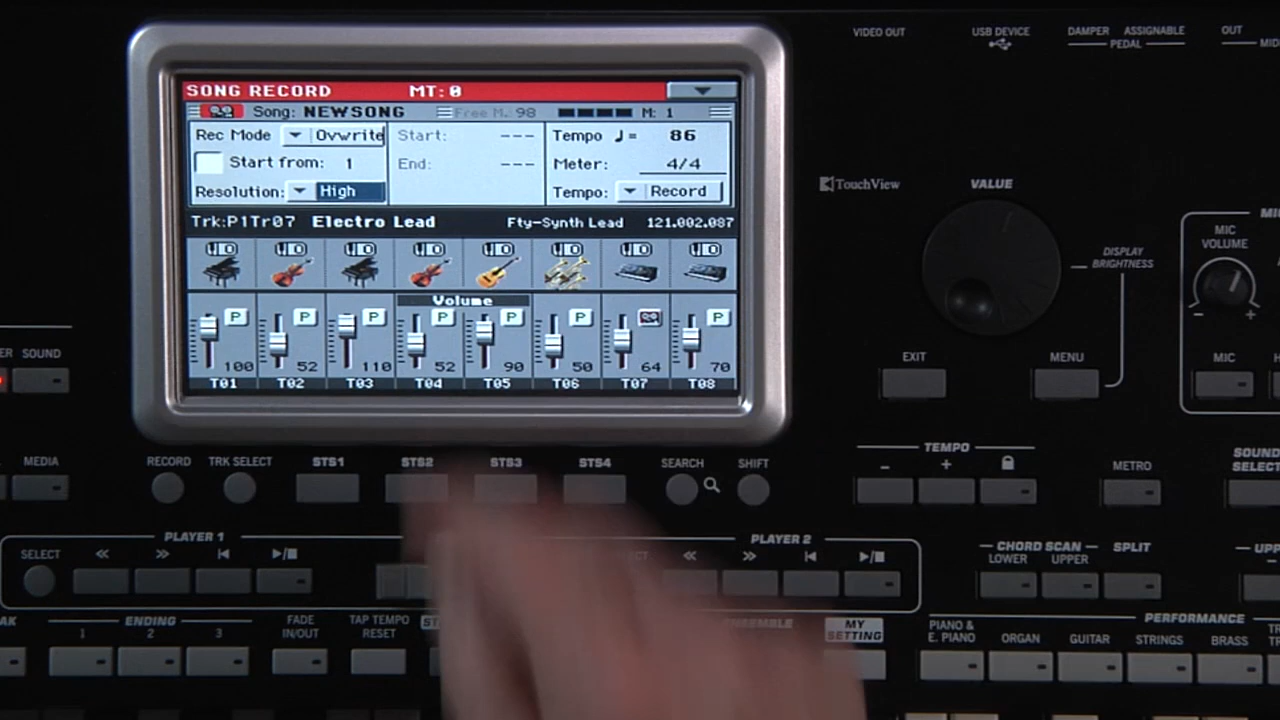 VIDEO OUT
USB DEVICE
DAMPER ASSIGNABLE
PEDAL
OUT
SONG RECORD MT:0
Song: NEWSONG Free M. 98 M: 1
Rec Mode Ovwrite Start: --- Tempo = 86
Start from: 1 End: --- Meter: 4/4
Resolution: High Tempo: Record
Trk:P1Tr07 Electro Lead Fty-Synth Lead 121.002.087
Volume
P P P P P P P
100 52 110 52 90 50 64 70
T01 T02 T03 T04 T05 T06 T07 T08
TouchView
VALUE
DISPLAY
BRIGHTNESS
MIC
VOLUME
- +
EXIT
MENU
MIC
SOUND
MEDIA
RECORD
TRK SELECT
STS1
STS2
STS3
STS4
SEARCH
SHIFT
TEMPO
- +
METRO
SOUND
SELECT
PLAYER 1
SELECT
PLAYER 2
CHORD SCAN
LOWER UPPER
SPLIT
ENDING
1 2 3
FADE
IN/OUT
TAP TEMPO
RESET
ENSEMBLE
MY
SETTING
PERFORMANCE
PIANO &
E. PIANO
ORGAN
GUITAR
STRINGS
BRASS